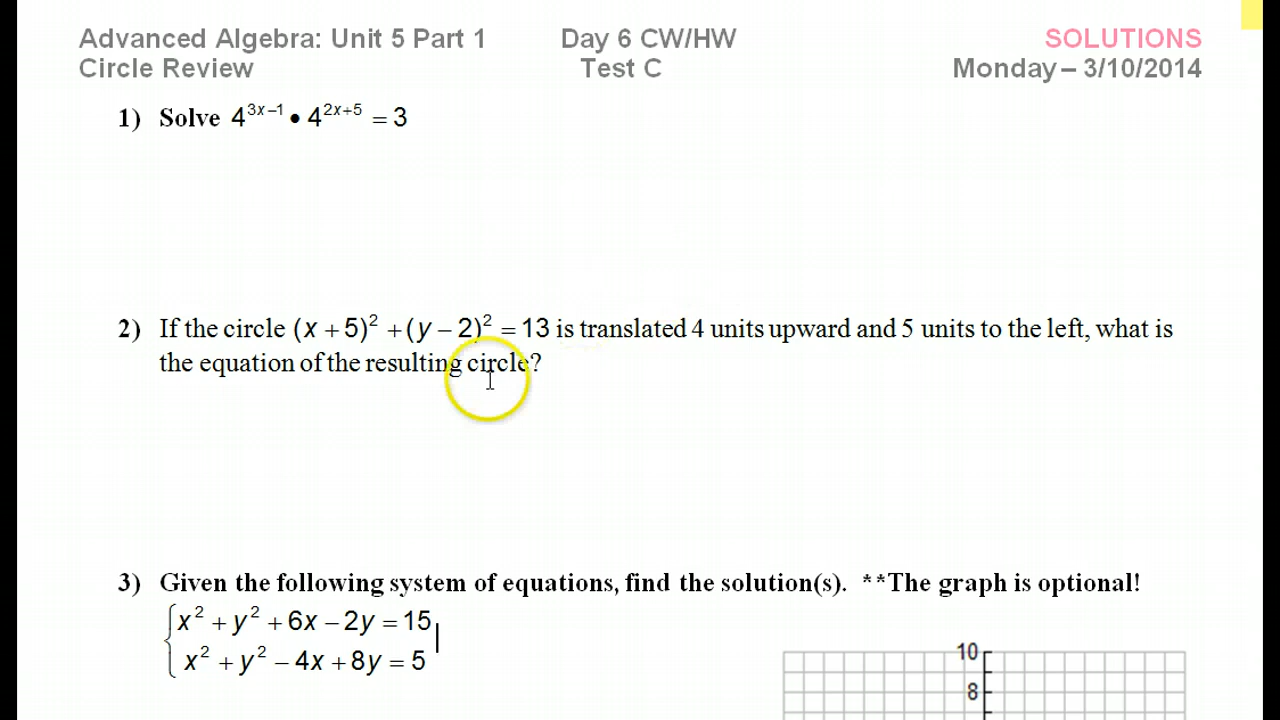 Advanced Algebra: Unit 5 Part 1 Day 6 CW/HW SOLUTIONS
Circle Review Test C Monday – 3/10/2014
1) Solve 4^(3x–1) • 4^(2x+5) = 3
2) If the circle (x + 5)² + (y – 2)² = 13 is translated 4 units upward and 5 units to the left, what is
the equation of the resulting circle?
3) Given the following system of equations, find the solution(s). **The graph is optional!
x² + y² + 6x – 2y = 15
x² + y² – 4x + 8y = 5
10
8